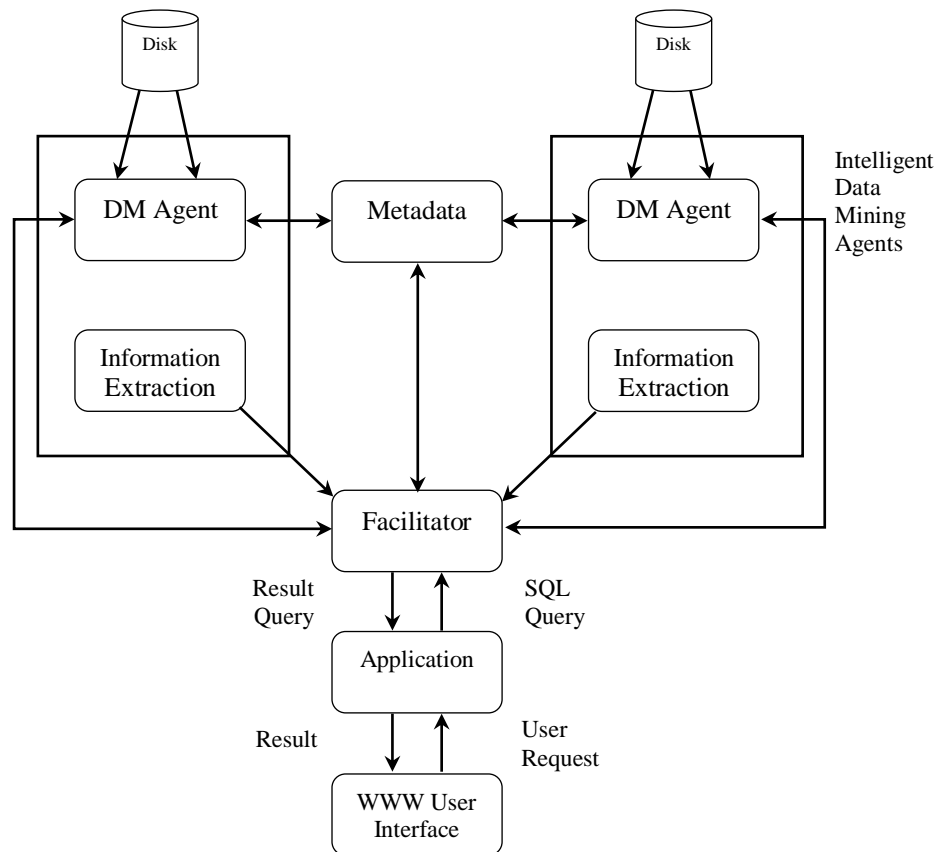 Disk
Disk
DM Agent
Metadata
DM Agent
Intelligent
Data
Mining
Agents
Information
Extraction
Information
Extraction
Facilitator
Result
Query
SQL
Query
Application
Result
User
Request
WWW User
Interface